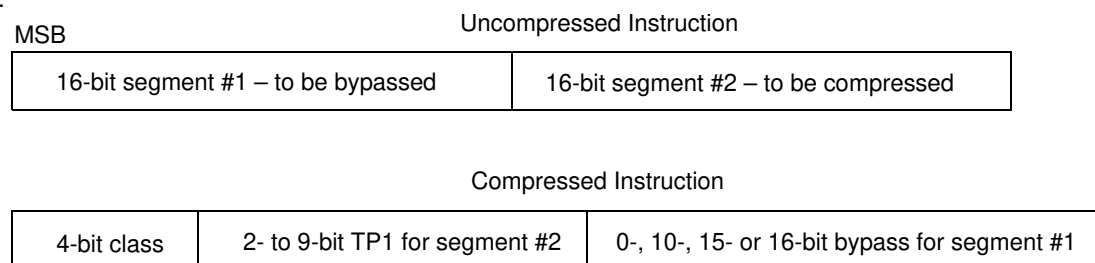 .
Uncompressed Instruction
MSB
16-bit segment #1 – to be bypassed 16-bit segment #2 – to be compressed
Compressed Instruction
4-bit class 2- to 9-bit TP1 for segment #2 0-, 10-, 15- or 16-bit bypass for segment #1